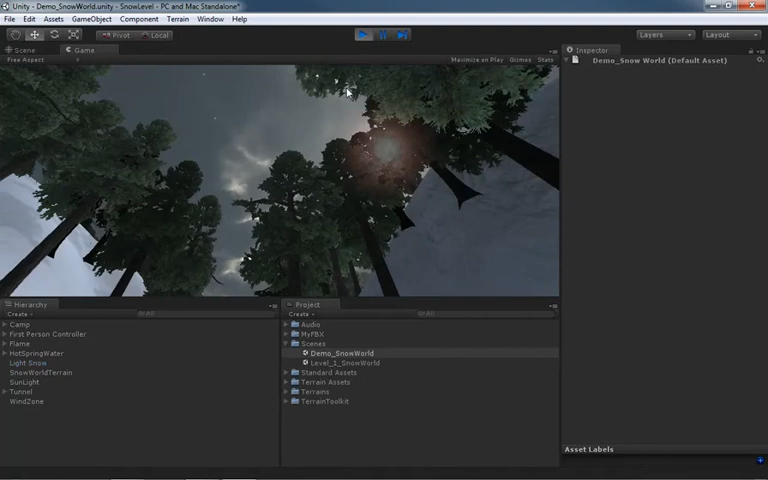 Unity - Demo_SnowWorld.unity - SnowLevel - PC and Mac Standalone*
File Edit Assets GameObject Component Terrain Window Help
Pivot Local Layers Layout
Scene Game Inspector
Free Aspect Maximize on Play Gizmos Stats
Demo_Snow World (Default Asset)
Hierarchy
Create All
Camp
First Person Controller
Flame
HotSpringWater
Light Snow
SnowWorldTerrain
SunLight
Tunnel
WindZone
Project
Create All
Audio
MyFBX
Scenes
Demo_SnowWorld
Level_1_SnowWorld
Standard Assets
Terrain Assets
Terrains
TerrainToolkit
Asset Labels